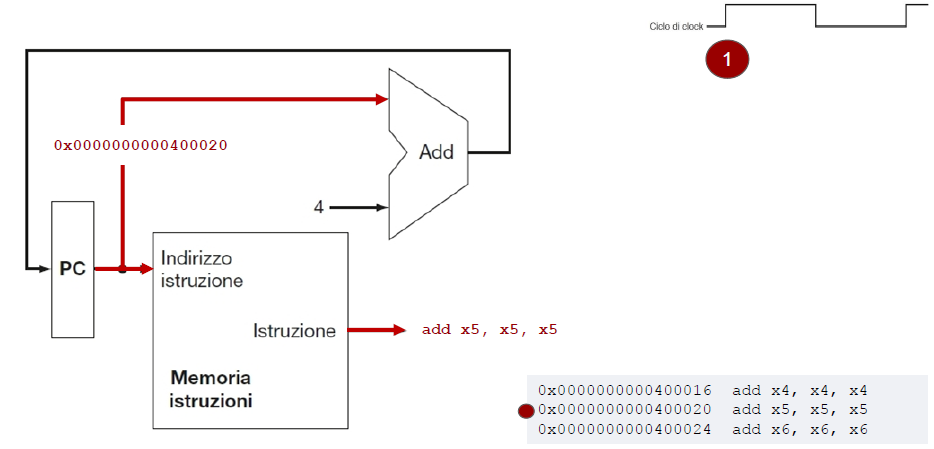 Ciclo di clock
1
0x0000000000400020
Add
4
PC
Indirizzo
istruzione
Istruzione
add x5, x5, x5
Memoria
istruzioni
0x0000000000400016  add x4, x4, x4
0x0000000000400020  add x5, x5, x5
0x0000000000400024  add x6, x6, x6